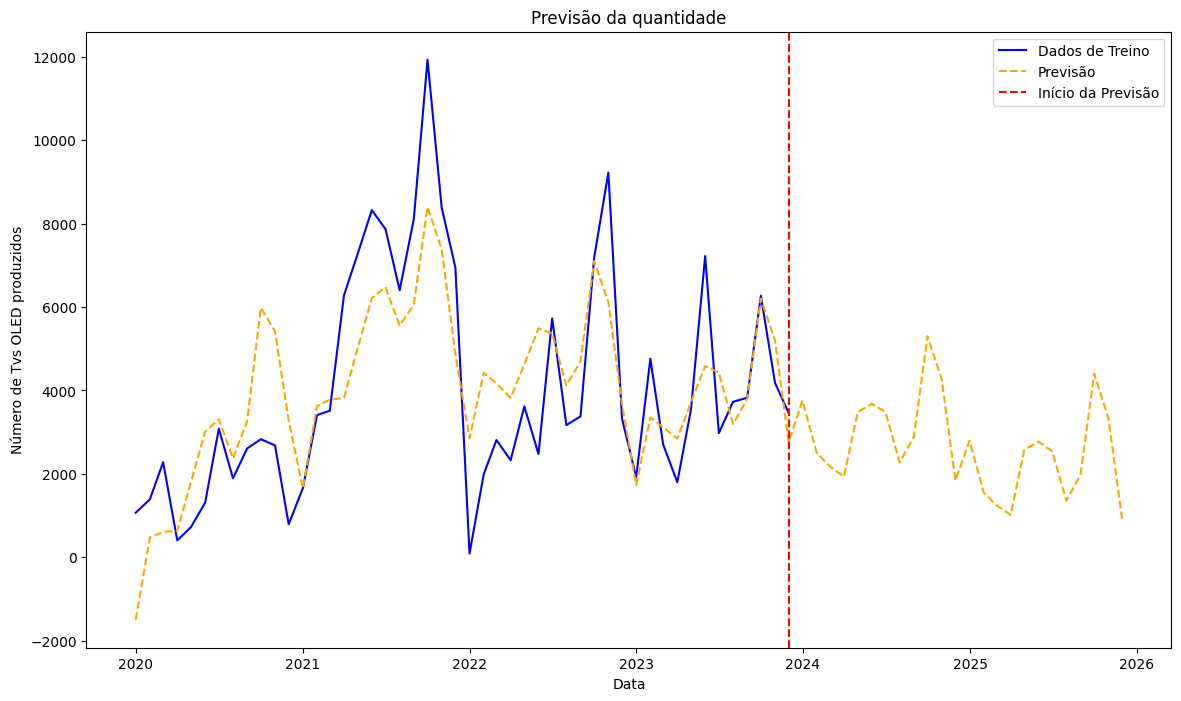 Previsão da quantidade
12000
10000
8000
6000
4000
2000
0
−2000
Número de Tvs OLED produzidos
Dados de Treino
Previsão
Início da Previsão
2020 2021 2022 2023 2024 2025 2026
Data